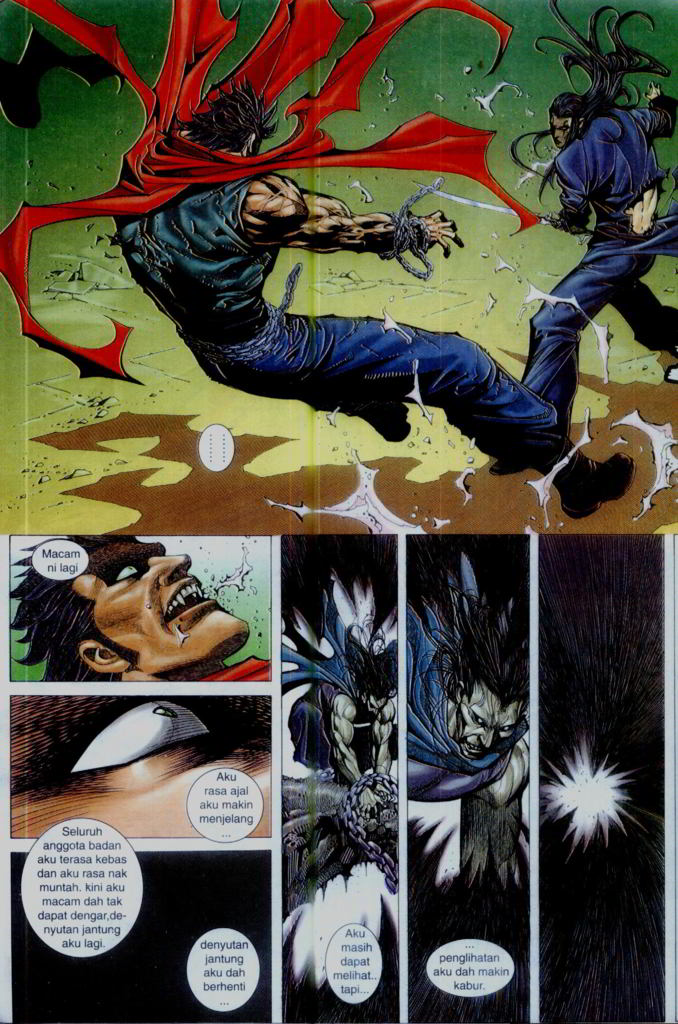 ......
Macam
ni lagi
Aku
rasa ajal
aku makin
menjelang
...
Seluruh
anggota badan
aku terasa kebas
dan aku rasa nak
muntah. kini aku
macam dah tak
dapat dengar,de-
nyutan jantung
aku lagi.
denyutan
jantung
aku dah
berhenti
...
Aku
masih
dapat
melihat..
tapi...
...
penglihatan
aku dah makin
kabur.